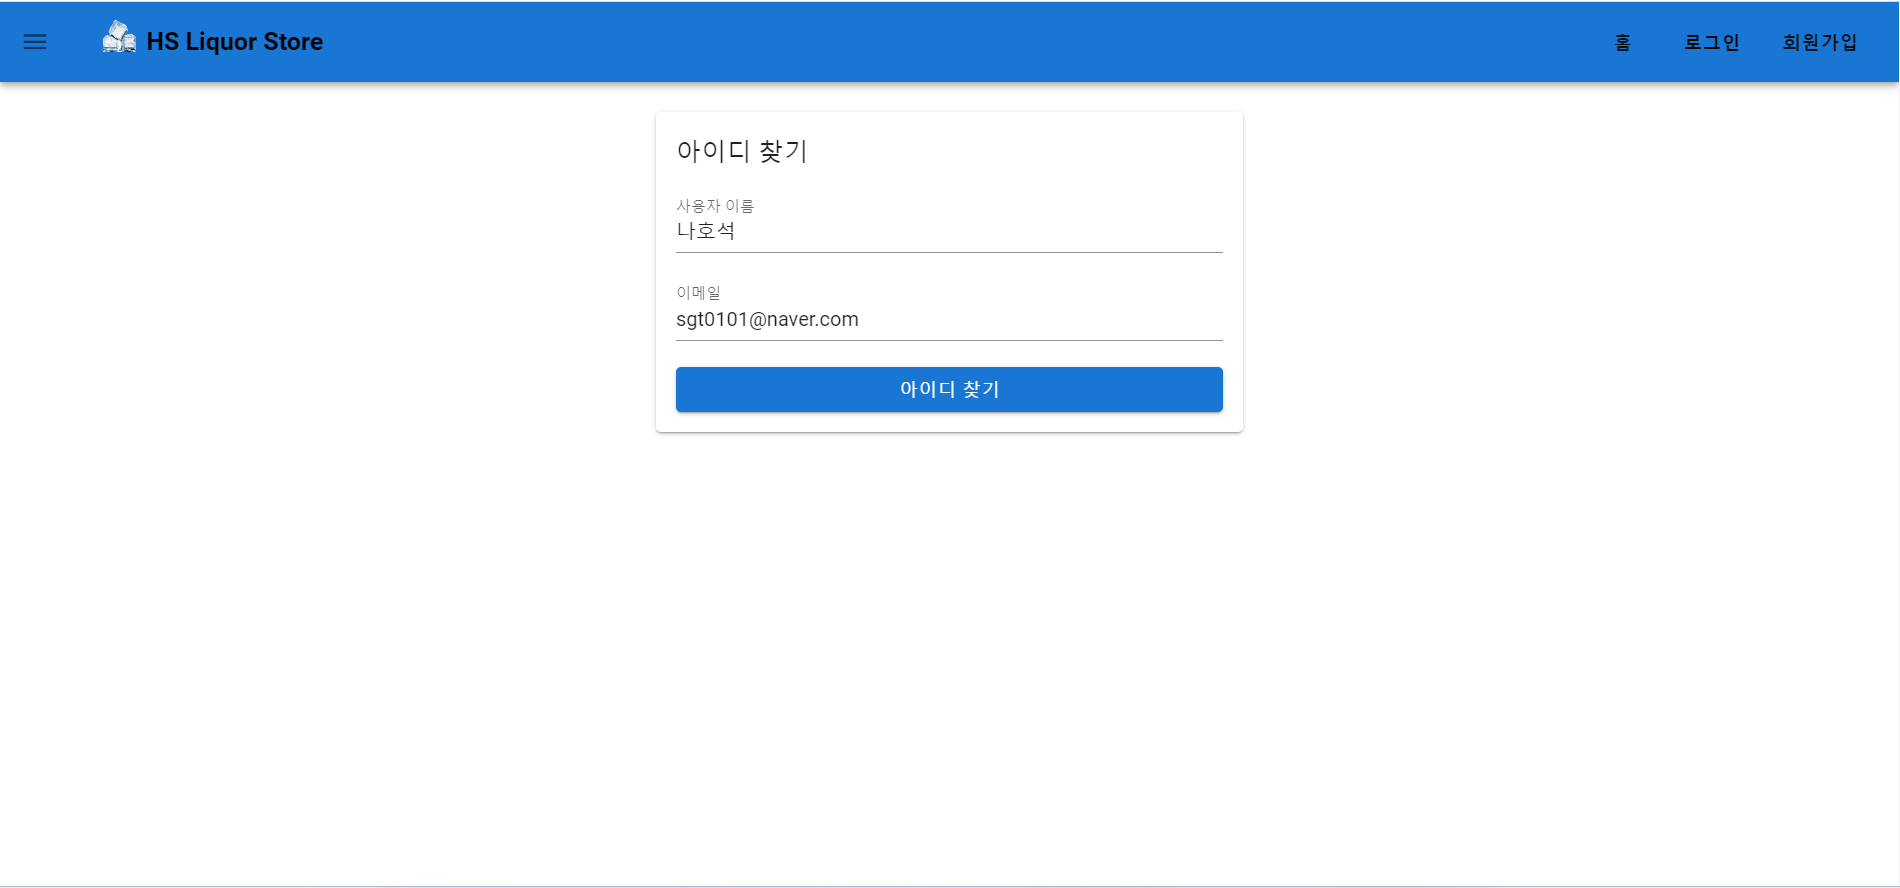 HS Liquor Store
홈 로그인 회원가입
아이디 찾기
사용자 이름
나호석
이메일
sgt0101@naver.com
아이디 찾기